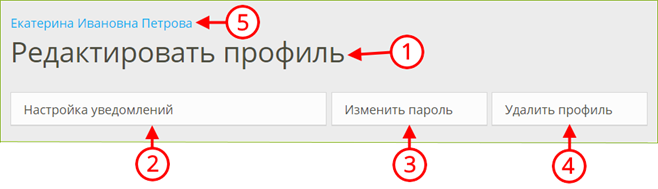 Екатерина Ивановна Петрова 5
Редактировать профиль 1
Настройка уведомлений Изменить пароль Удалить профиль
2 3 4